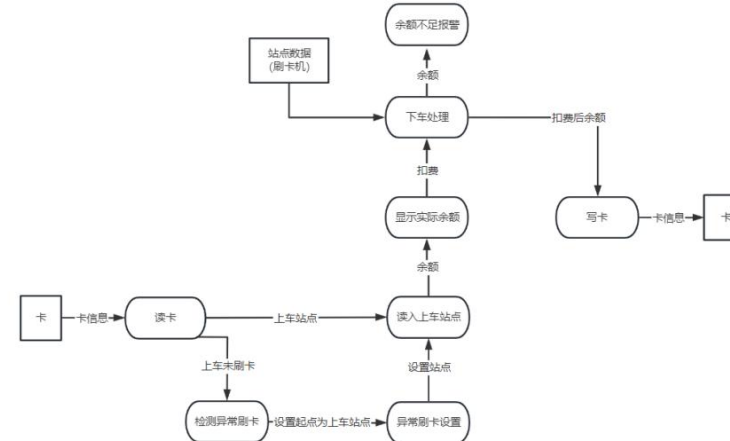 余额不足报警
站点数据
(刷卡机)
余额
下车处理
扣费后余额
扣费
显示实际余额
写卡
卡信息
卡
余额
卡
卡信息
读卡
上车站点
读入上车站点
上车未刷卡
设置站点
检测异常刷卡
设置起点为上车站点
异常刷卡设置